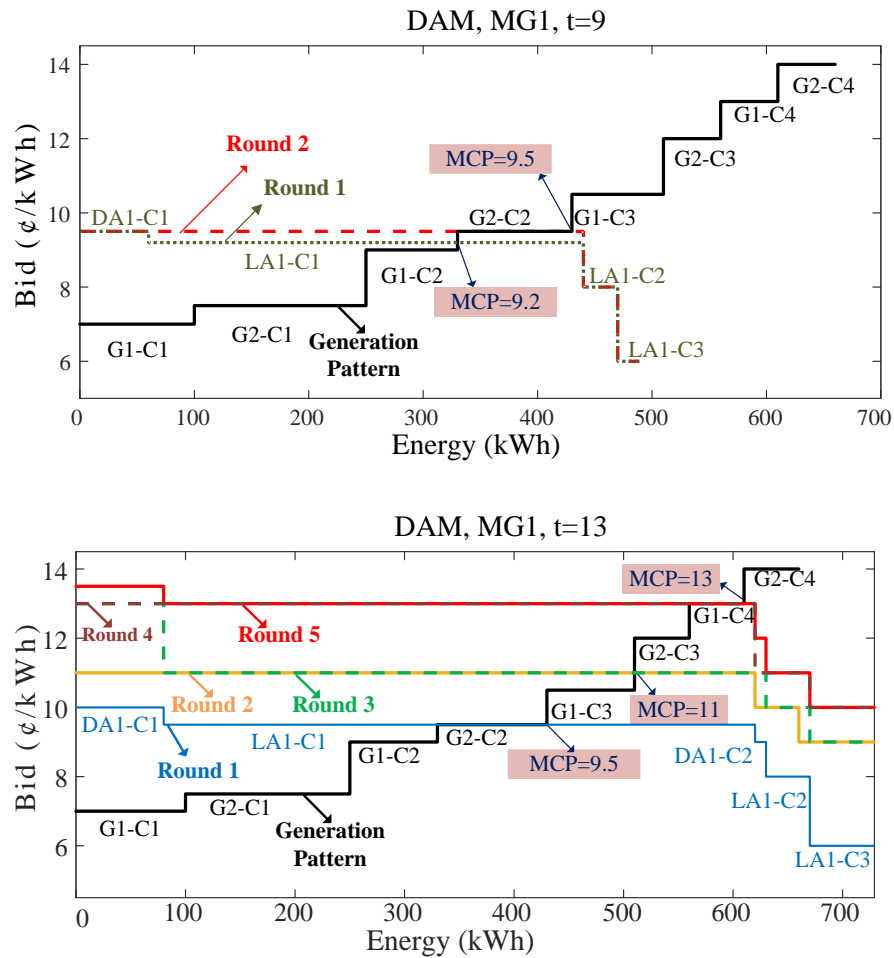 DAM, MG1, t=9
Bid (¢/kWh)
14
12
10
8
6
0
100
200
300
400
500
600
700
Energy (kWh)
Round 2
Round 1
DA1-C1
LA1-C1
MCP=9.5
G2-C4
G1-C4
G2-C3
G2-C2
G1-C3
G1-C2
MCP=9.2
LA1-C2
LA1-C3
G1-C1
G2-C1
Generation
Pattern
DAM, MG1, t=13
Bid (¢/kWh)
14
12
10
8
6
0
100
200
300
400
500
600
700
Energy (kWh)
MCP=13
G2-C4
G1-C4
Round 4
Round 5
G2-C3
Round 2
Round 3
MCP=11
DA1-C1
LA1-C1
G1-C3
G2-C2
G1-C2
Round 1
MCP=9.5
DA1-C2
LA1-C2
LA1-C3
G1-C1
G2-C1
Generation
Pattern